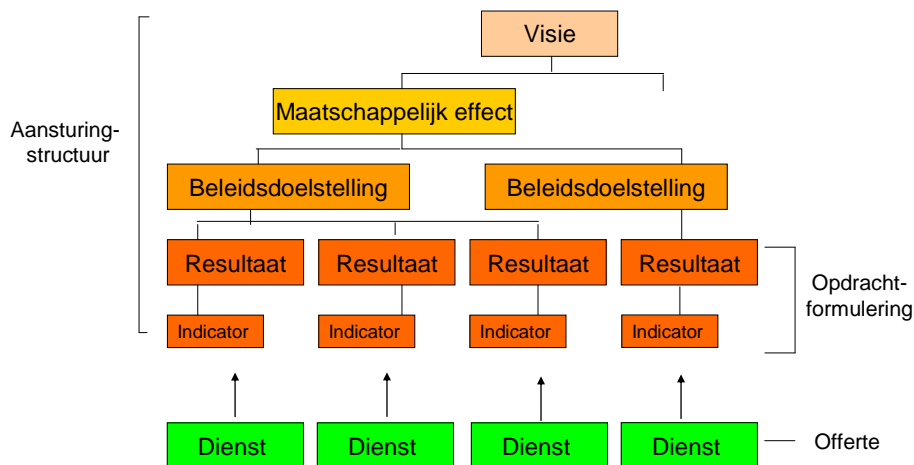 Visie
Maatschappelijk effect
Aansturing-
structuur
Beleidsdoelstelling
Beleidsdoelstelling
Resultaat
Resultaat
Resultaat
Resultaat
Opdracht-
formulering
Indicator
Indicator
Indicator
Indicator
Dienst
Dienst
Dienst
Dienst
Offerte